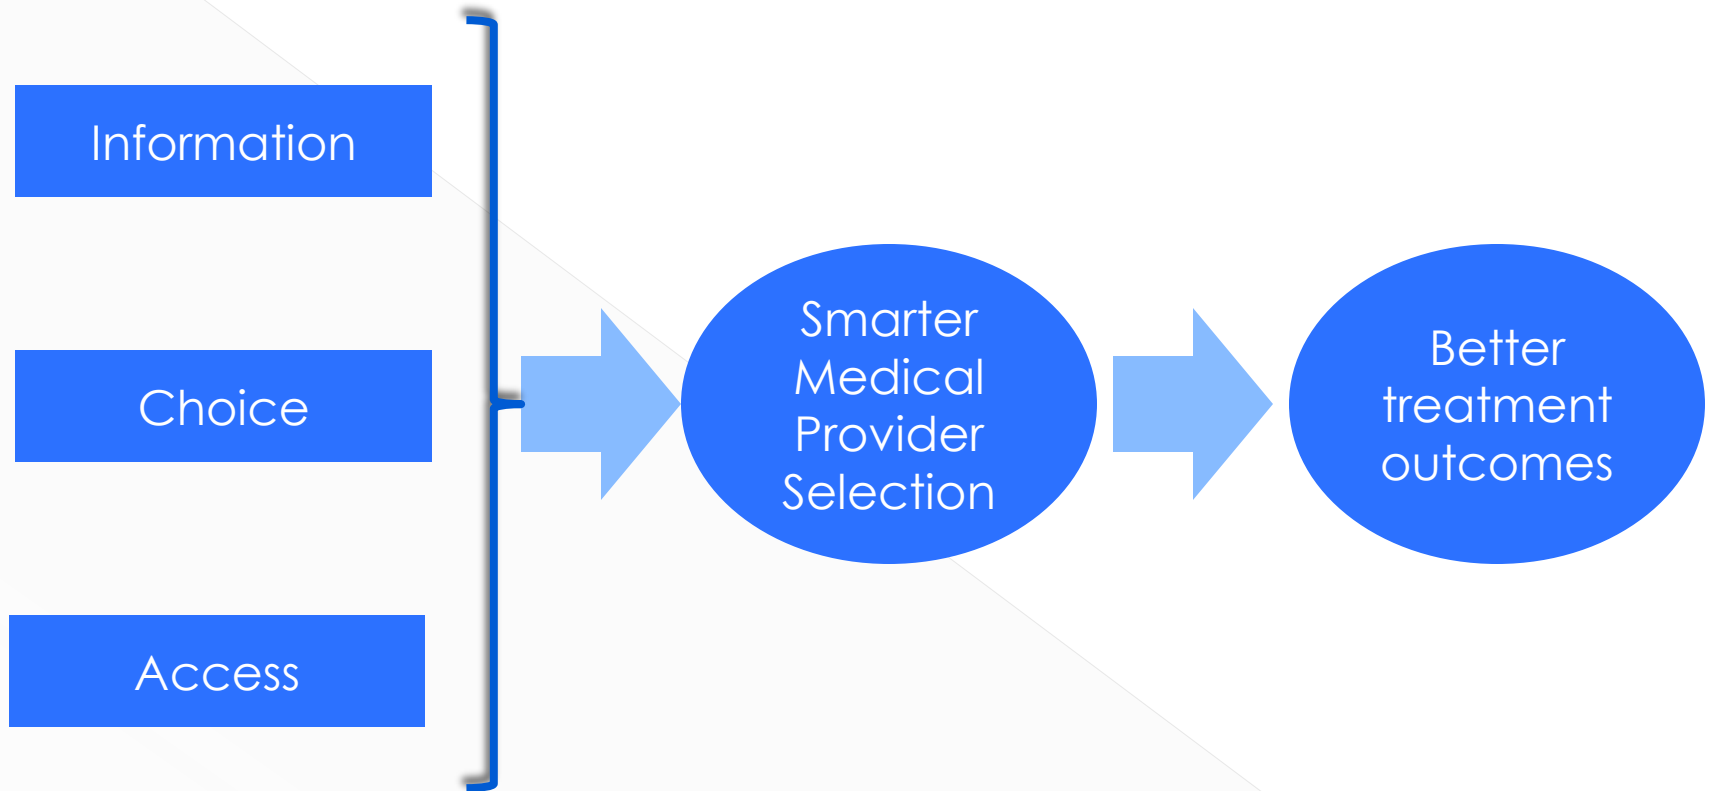 Information
Choice
Access
Smarter
Medical
Provider
Selection
Better
treatment
outcomes